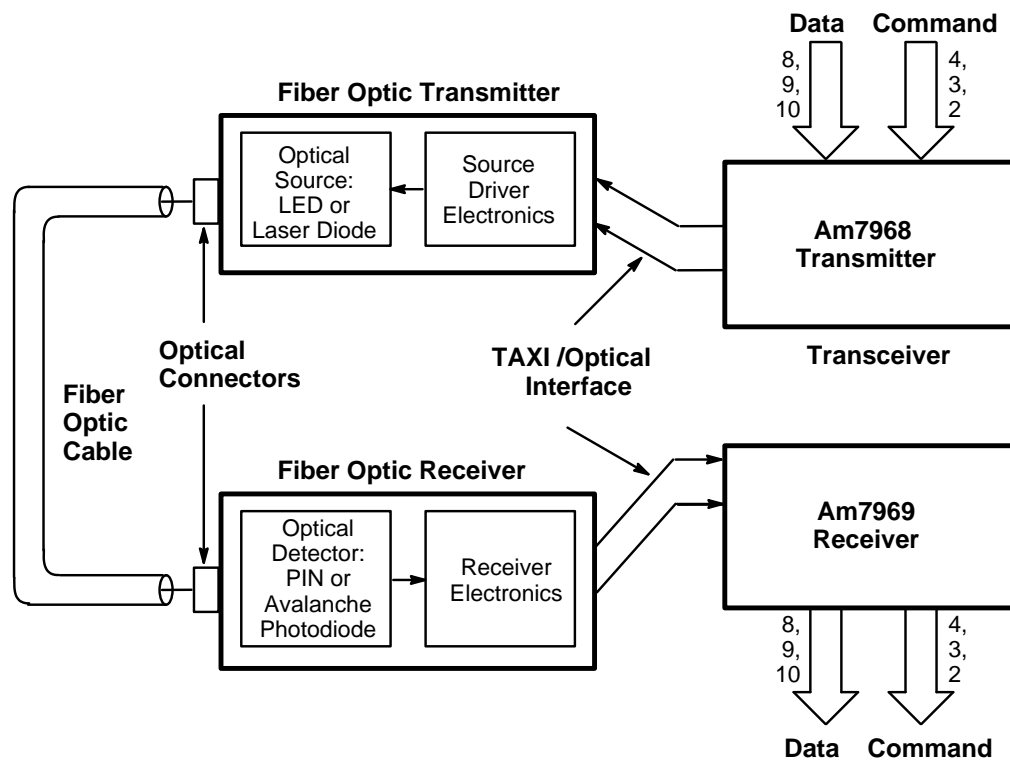 Data
Command
8,
9,
10
4,
3,
2
Fiber Optic Transmitter
Optical
Source:
LED or
Laser Diode
Source
Driver
Electronics
Am7968
Transmitter
Transceiver
Optical
Connectors
TAXI /Optical
Interface
Fiber
Optic
Cable
Fiber Optic Receiver
Optical
Detector:
PIN or
Avalanche
Photodiode
Receiver
Electronics
Am7969
Receiver
8,
9,
10
4,
3,
2
Data
Command